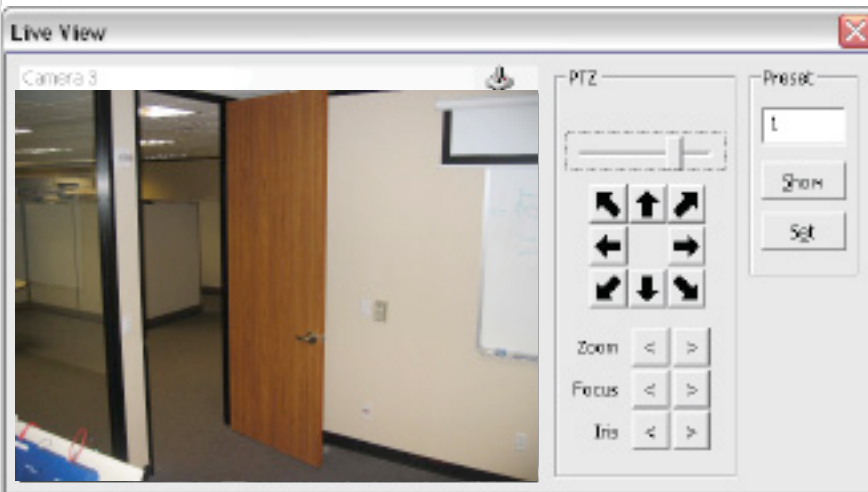 Live View
Camera 3
PTZ
Preset
1
Show
Set
Zoom < >
Focus < >
Iris < >